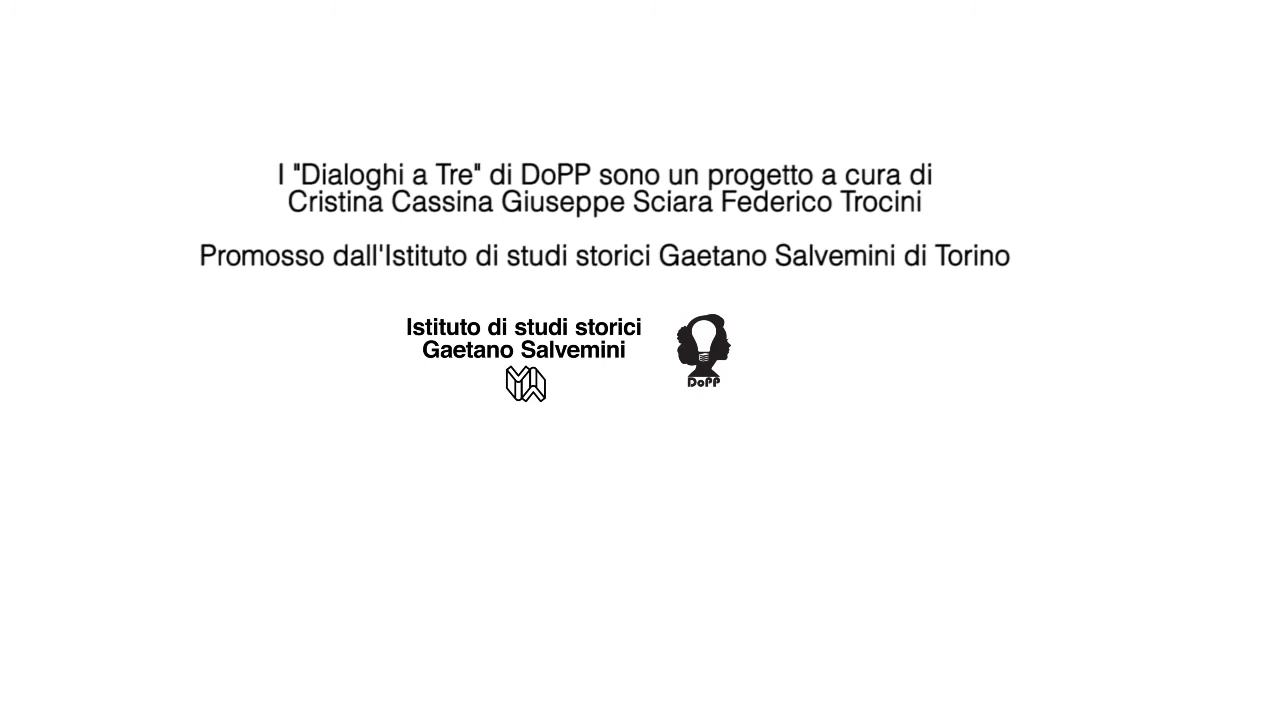 I "Dialoghi a Tre" di DoPP sono un progetto a cura di
Cristina Cassina Giuseppe Sciara Federico Trocini
Promosso dall'Istituto di studi storici Gaetano Salvemini di Torino
Istituto di studi storici
Gaetano Salvemini
DoPP